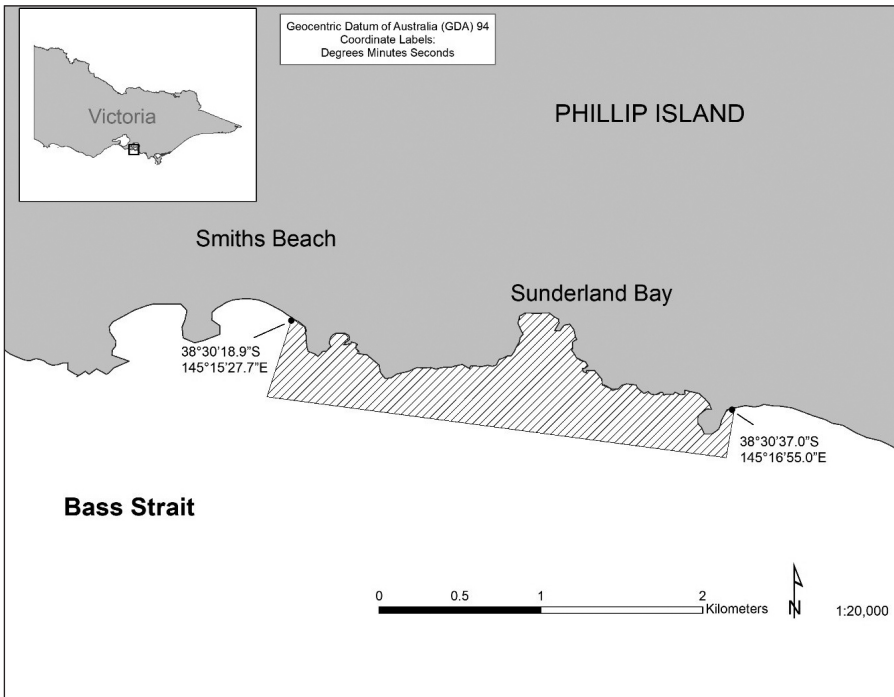 Geocentric Datum of Australia (GDA) 94
Coordinate Labels:
Degrees Minutes Seconds
Victoria
PHILLIP ISLAND
Smiths Beach
Sunderland Bay
38°30'18.9"S
145°15'27.7"E
38°30'37.0"S
145°16'55.0"E
Bass Strait
0 0.5 1 2
Kilometers
N
1:20,000